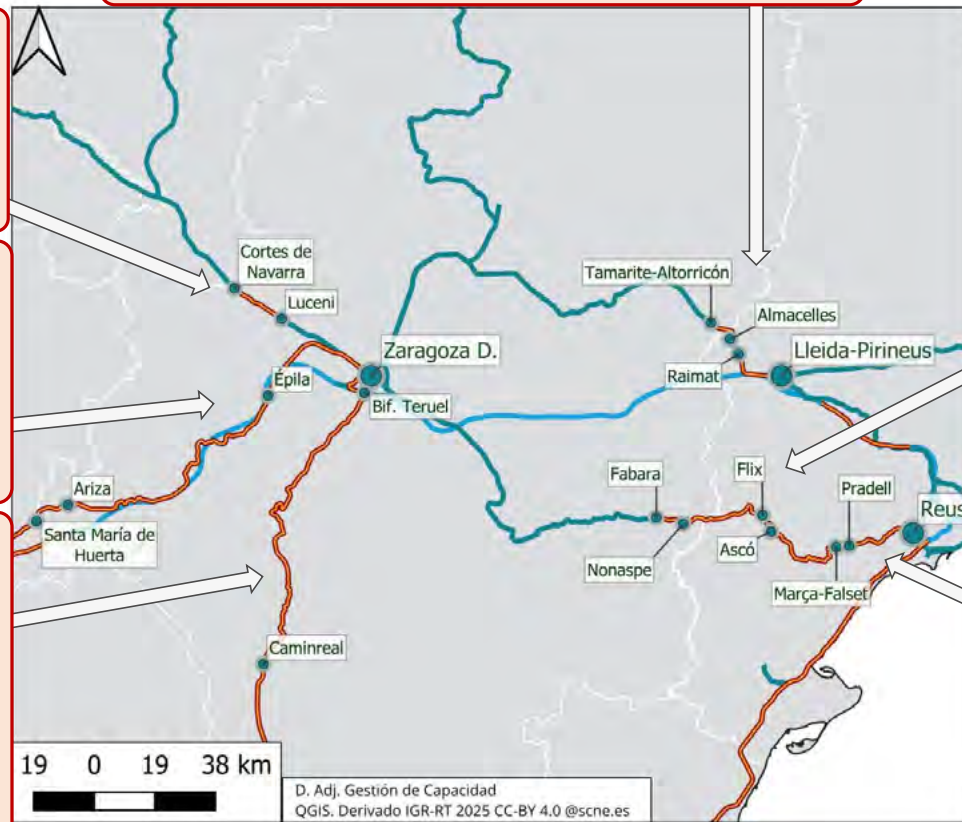 Cortes de
Navarra
Luceni
Tamarite-Altorricón
Almacelles
Zaragoza D.
Lleida-Pirineus
Raimat
Épila
Bif. Teruel
Fabara
Flix
Pradell
Ariza
Reus
Santa María de
Huerta
Ascó
Nonaspe
Marça-Falset
Caminreal
19 0 19 38 km
D. Adj. Gestión de Capacidad
QGIS. Derivado IGR-RT 2025 CC-BY 4.0 @scne.es